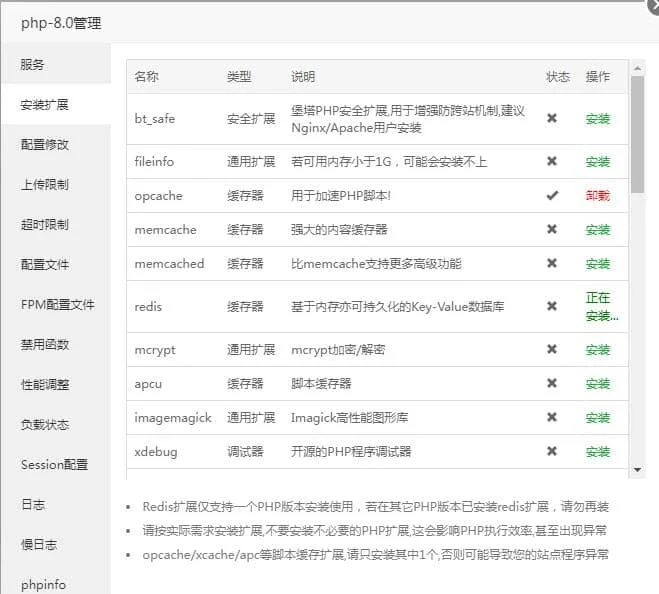 php-8.0管理
服务
安装扩展
配置修改
上传限制
超时限制
配置文件
FPM配置文件
禁用函数
性能调整
负载状态
Session配置
日志
慢日志
phpinfo
名称 类型 说明 状态 操作
bt_safe 安全扩展 堡塔PHP安全扩展,用于增强防跨站机制,建议
Nginx/Apache用户安装 安装
fileinfo 通用扩展 若可用内存小于1G，可能会安装不上 安装
opcache 缓存器 用于加速PHP脚本! 卸载
memcache 缓存器 强大的内容缓存器 安装
memcached 缓存器 比memcache支持更多高级功能 安装
redis 缓存器 基于内存亦可持久化的Key-Value数据库 正在
安装...
mcrypt 通用扩展 mcrypt加密/解密 安装
apcu 缓存器 脚本缓存器 安装
imagemagick 通用扩展 Imagick高性能图形库 安装
xdebug 调试器 开源的PHP程序调试器 安装
Redis扩展仅支持一个PHP版本安装使用，若在其它PHP版本已安装redis扩展，请勿再装
请按实际需求安装扩展,不要安装不必要的PHP扩展,这会影响PHP执行效率,甚至出现异常
opcache/xcache/apc等脚本缓存扩展,请只安装其中1个,否则可能导致您的站点程序异常